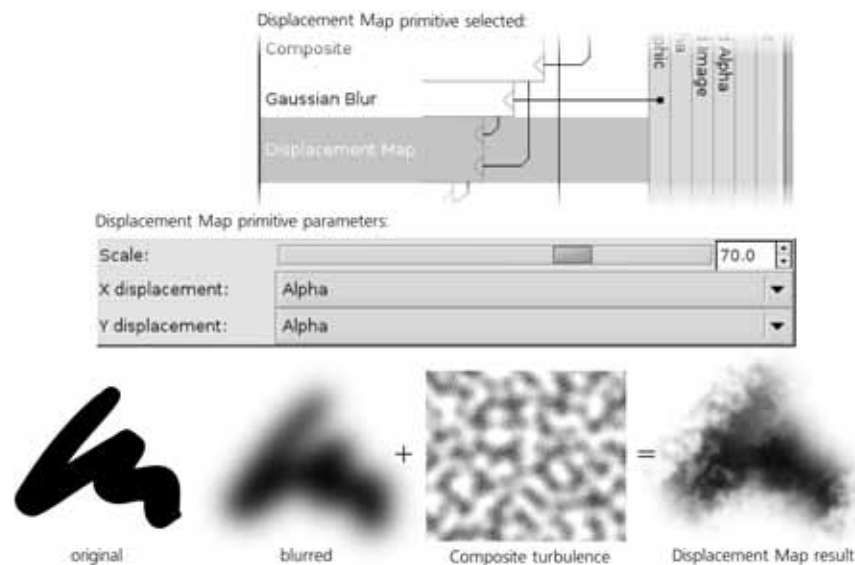 Displacement Map primitive selected:
Composite
Gaussian Blur
Displacement Map
image
Alpha
Displacement Map primitive parameters:
Scale: 70.0
X displacement: Alpha
Y displacement: Alpha
+ =
original blurred Composite turbulence Displacement Map result